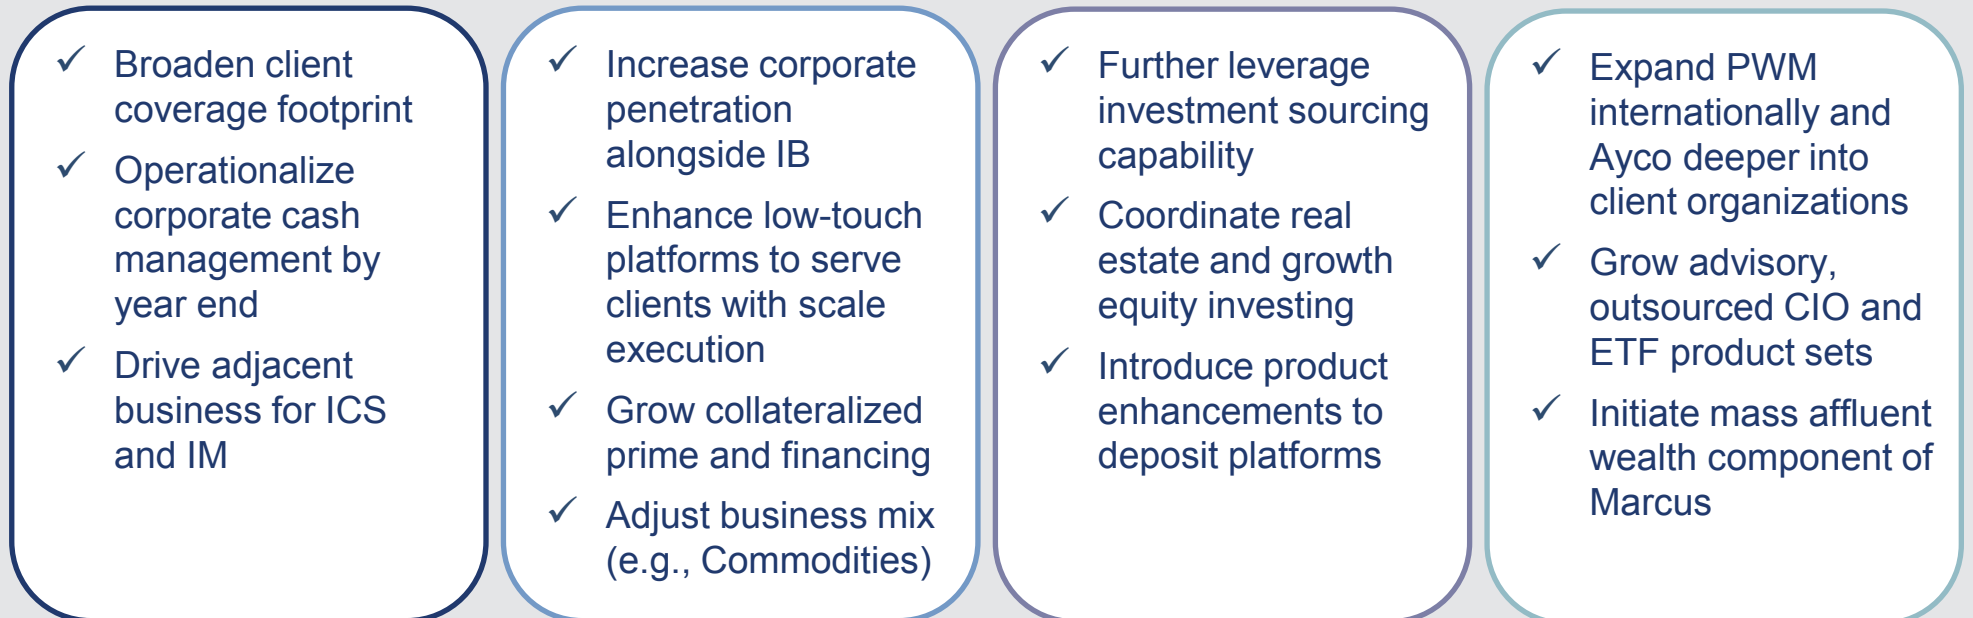 ✓ Broaden client
coverage footprint
✓ Operationalize
corporate cash
management by
year end
✓ Drive adjacent
business for ICS
and IM
✓ Increase corporate
penetration
alongside IB
✓ Enhance low-touch
platforms to serve
clients with scale
execution
✓ Grow collateralized
prime and financing
✓ Adjust business mix
(e.g., Commodities)
✓ Further leverage
investment sourcing
capability
✓ Coordinate real
estate and growth
equity investing
✓ Introduce product
enhancements to
deposit platforms
✓ Expand PWM
internationally and
Ayco deeper into
client organizations
✓ Grow advisory,
outsourced CIO and
ETF product sets
✓ Initiate mass affluent
wealth component of
Marcus